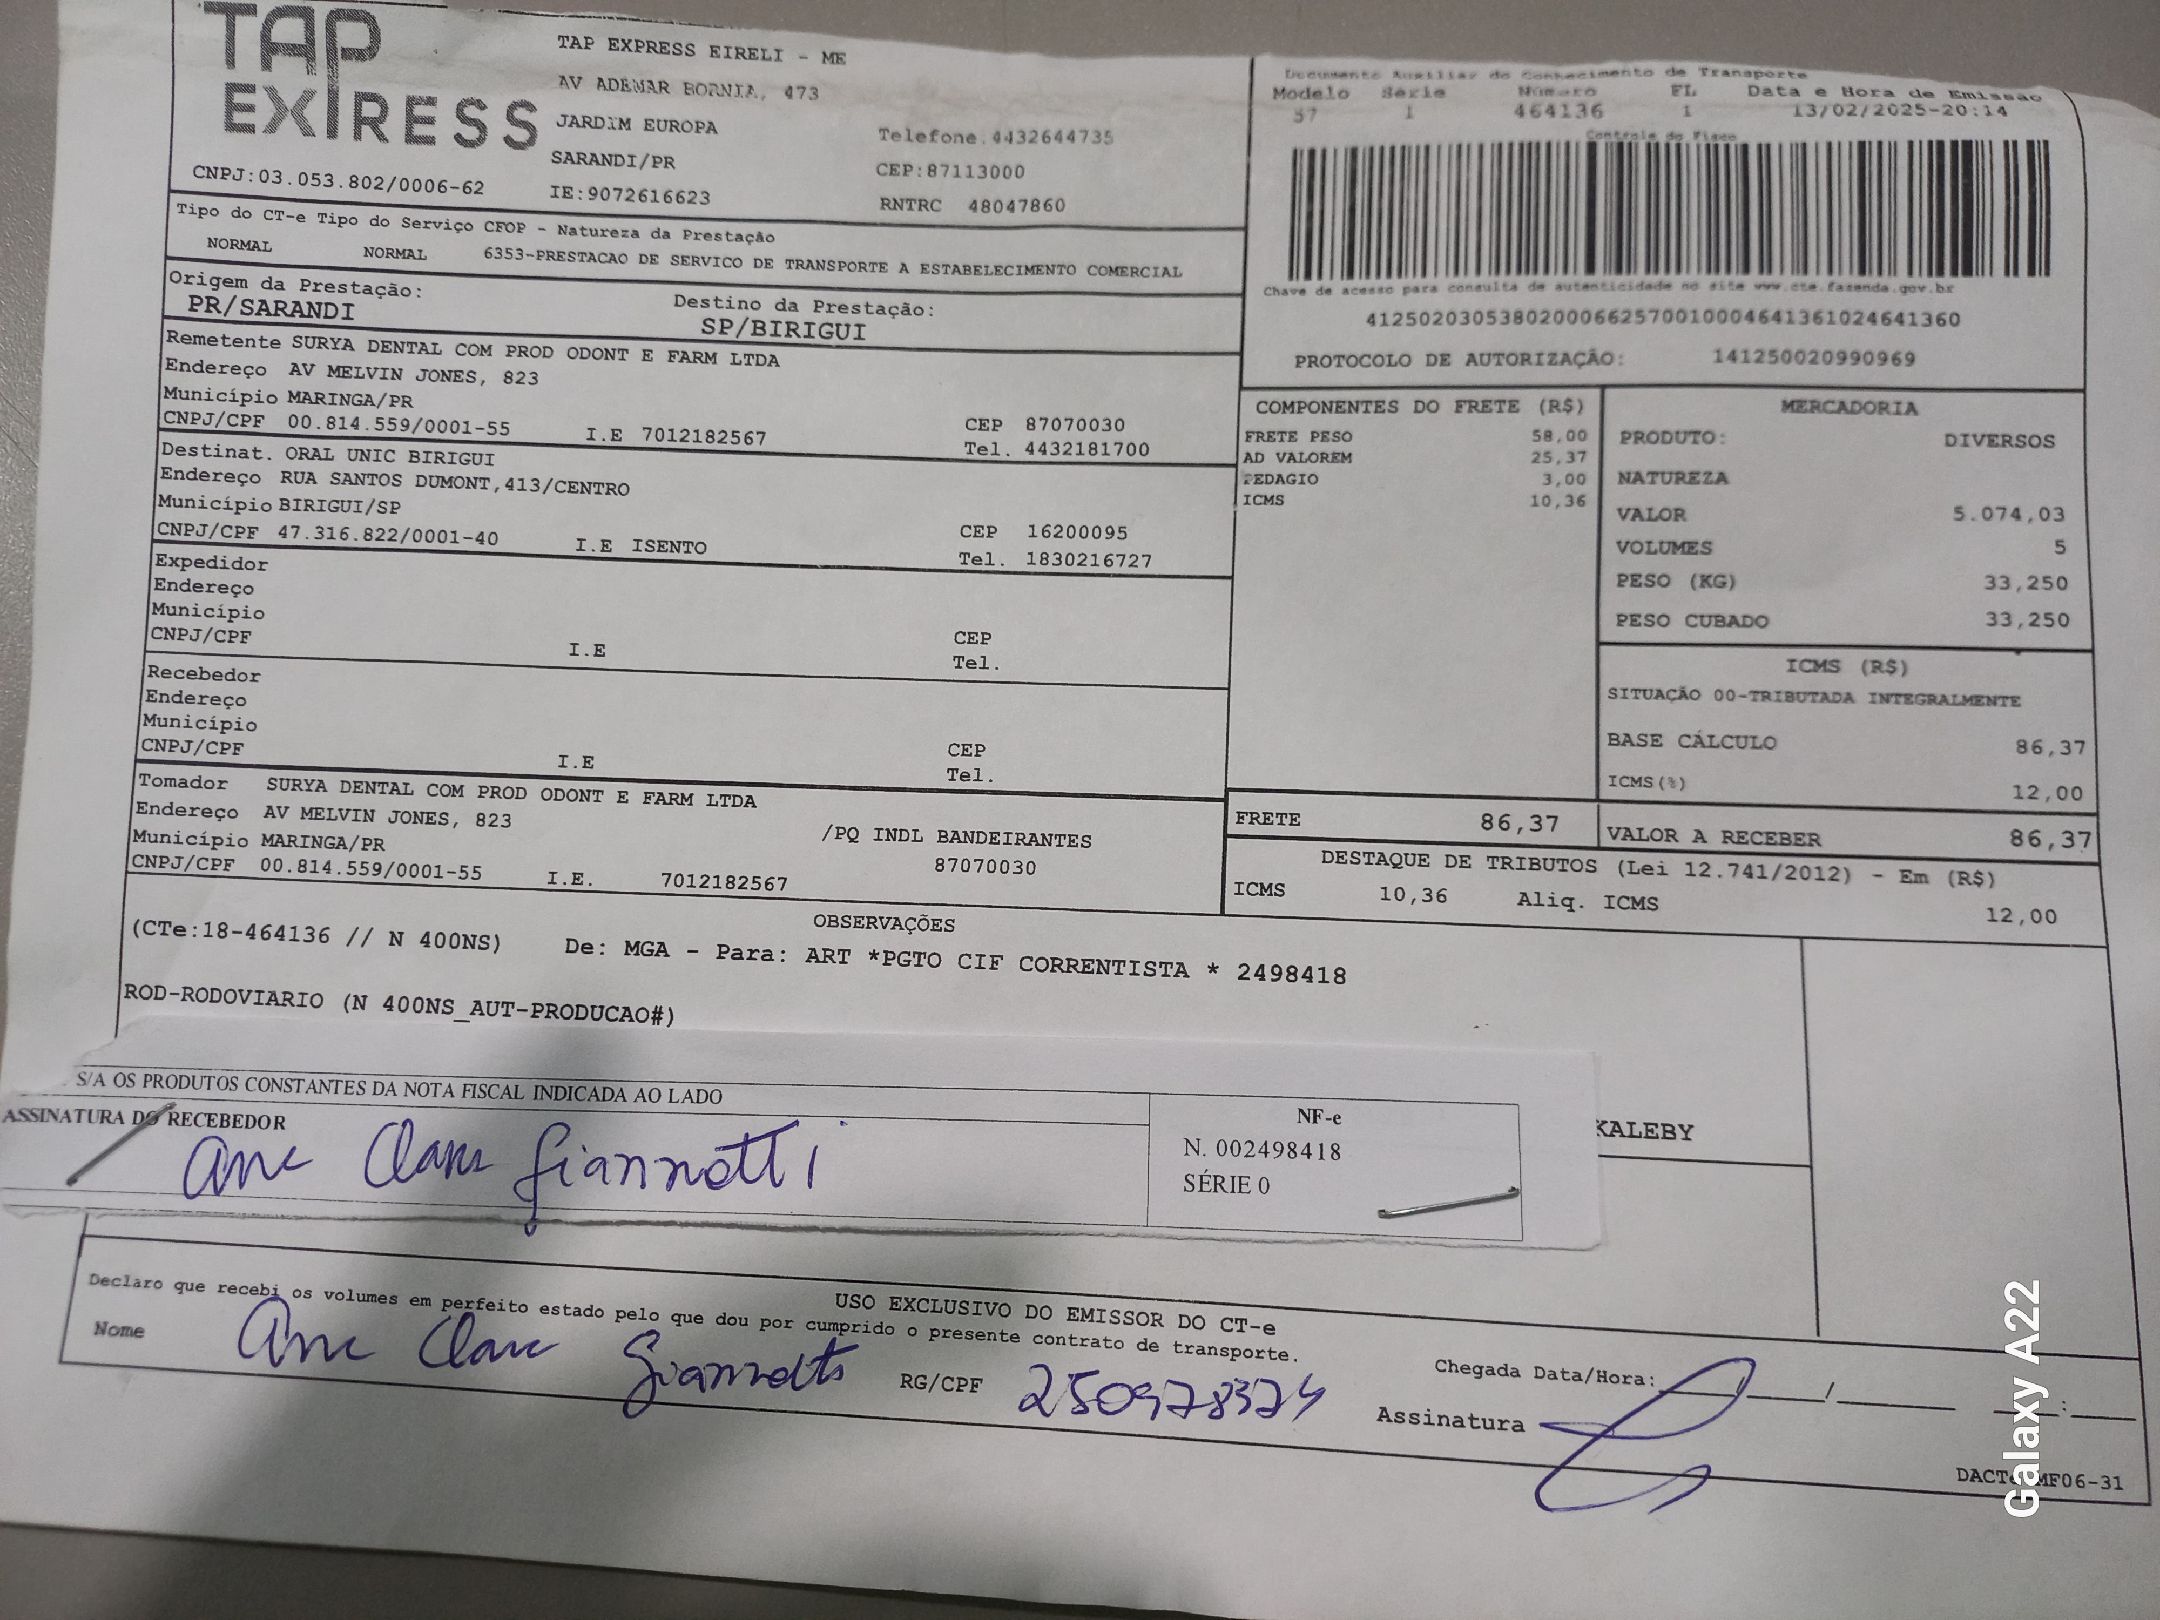 TAP EXPRESS
TAP EXPRESS EIRELI - ME
AV ADEMAR BORNIA, 473
JARDIM EUROPA
Telefone.4432644735
SARANDI/PR
CEP:87113000
CNPJ:03.053.802/0006-62
IE:9072616623
RNTRC 48047860
Documento Auxiliar do Conhecimento de Transporte
Modelo Série Número FL Data e Hora de Emissão
57 1 464136 1 13/02/2025-20:14
Controle do Fisco
Chave de acesso para consulta de autenticidade no site www.cte.fazenda.gov.br
41250203053802000662570010004641361024641360
PROTOCOLO DE AUTORIZAÇÃO: 141250020990969
Tipo do CT-e Tipo do Serviço CFOP - Natureza da Prestação
NORMAL NORMAL 6353-PRESTACAO DE SERVICO DE TRANSPORTE A ESTABELECIMENTO COMERCIAL
Origem da Prestação: Destino da Prestação:
PR/SARANDI SP/BIRIGUI
Remetente SURYA DENTAL COM PROD ODONT E FARM LTDA
Endereço AV MELVIN JONES, 823
Município MARINGA/PR CEP 87070030
CNPJ/CPF 00.814.559/0001-55 I.E 7012182567 Tel. 4432181700
Destinat. ORAL UNIC BIRIGUI
Endereço RUA SANTOS DUMONT,413/CENTRO
Município BIRIGUI/SP CEP 16200095
CNPJ/CPF 47.316.822/0001-40 I.E ISENTO Tel. 1830216727
Expedidor
Endereço
Município CEP
CNPJ/CPF I.E Tel.
Recebedor
Endereço
Município CEP
CNPJ/CPF I.E Tel.
Tomador SURYA DENTAL COM PROD ODONT E FARM LTDA
Endereço AV MELVIN JONES, 823 /PQ INDL BANDEIRANTES
Município MARINGA/PR 87070030
CNPJ/CPF 00.814.559/0001-55 I.E. 7012182567
COMPONENTES DO FRETE (R$)
FRETE PESO 58,00
AD VALOREM 25,37
PEDAGIO 3,00
ICMS 10,36
MERCADORIA
PRODUTO: DIVERSOS
NATUREZA
VALOR 5.074,03
VOLUMES 5
PESO (KG) 33,250
PESO CUBADO 33,250
ICMS (R$)
SITUAÇÃO 00-TRIBUTADA INTEGRALMENTE
BASE CÁLCULO 86,37
ICMS(%) 12,00
FRETE 86,37 VALOR A RECEBER 86,37
DESTAQUE DE TRIBUTOS (Lei 12.741/2012) - Em (R$)
ICMS 10,36 Aliq. ICMS 12,00
OBSERVAÇÕES
(CTe:18-464136 // N 400NS) De: MGA - Para: ART *PGTO CIF CORRENTISTA * 2498418
ROD-RODOVIARIO (N 400NS_AUT-PRODUCAO#)
S/A OS PRODUTOS CONSTANTES DA NOTA FISCAL INDICADA AO LADO
ASSINATURA DO RECEBEDOR
Ana Clara Giannotti
NF-e
N. 002498418
SÉRIE 0
KALEBY
USO EXCLUSIVO DO EMISSOR DO CT-e
Declaro que recebi os volumes em perfeito estado pelo que dou por cumprido o presente contrato de transporte.
Nome Ana Clara Giannotti RG/CPF Chegada Data/Hora: / / :
Assinatura
DACTe MF06-31
Galaxy A22